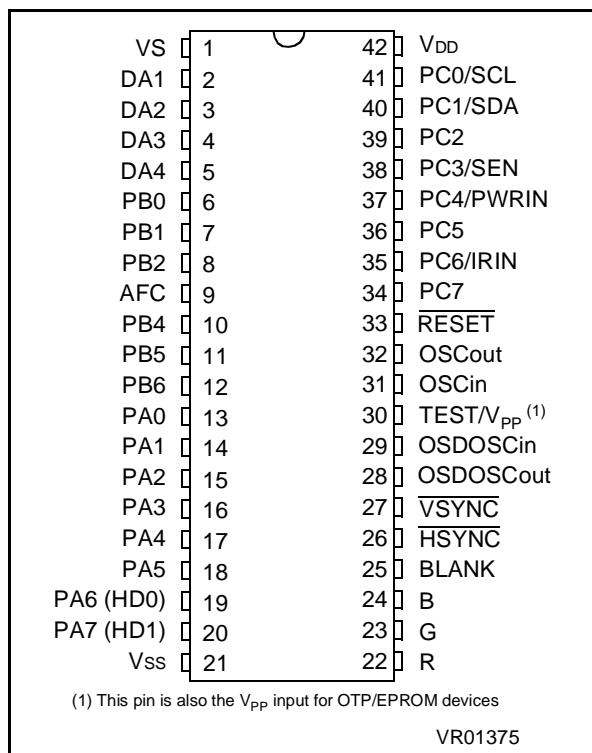 VS 1 42 VDD
DA1 2 41 PC0/SCL
DA2 3 40 PC1/SDA
DA3 4 39 PC2
DA4 5 38 PC3/SEN
PB0 6 37 PC4/PWRIN
PB1 7 36 PC5
PB2 8 35 PC6/IRIN
AFC 9 34 PC7
PB4 10 33 RESET
PB5 11 32 OSCout
PB6 12 31 OSCin
PA0 13 30 TEST/VPP (1)
PA1 14 29 OSDOSCin
PA2 15 28 OSDOSCout
PA3 16 27 VSYNC
PA4 17 26 HSYNC
PA5 18 25 BLANK
PA6 (HD0) 19 24 B
PA7 (HD1) 20 23 G
VSS 21 22 R
(1) This pin is also the VPP input for OTP/EPROM devices
VR01375